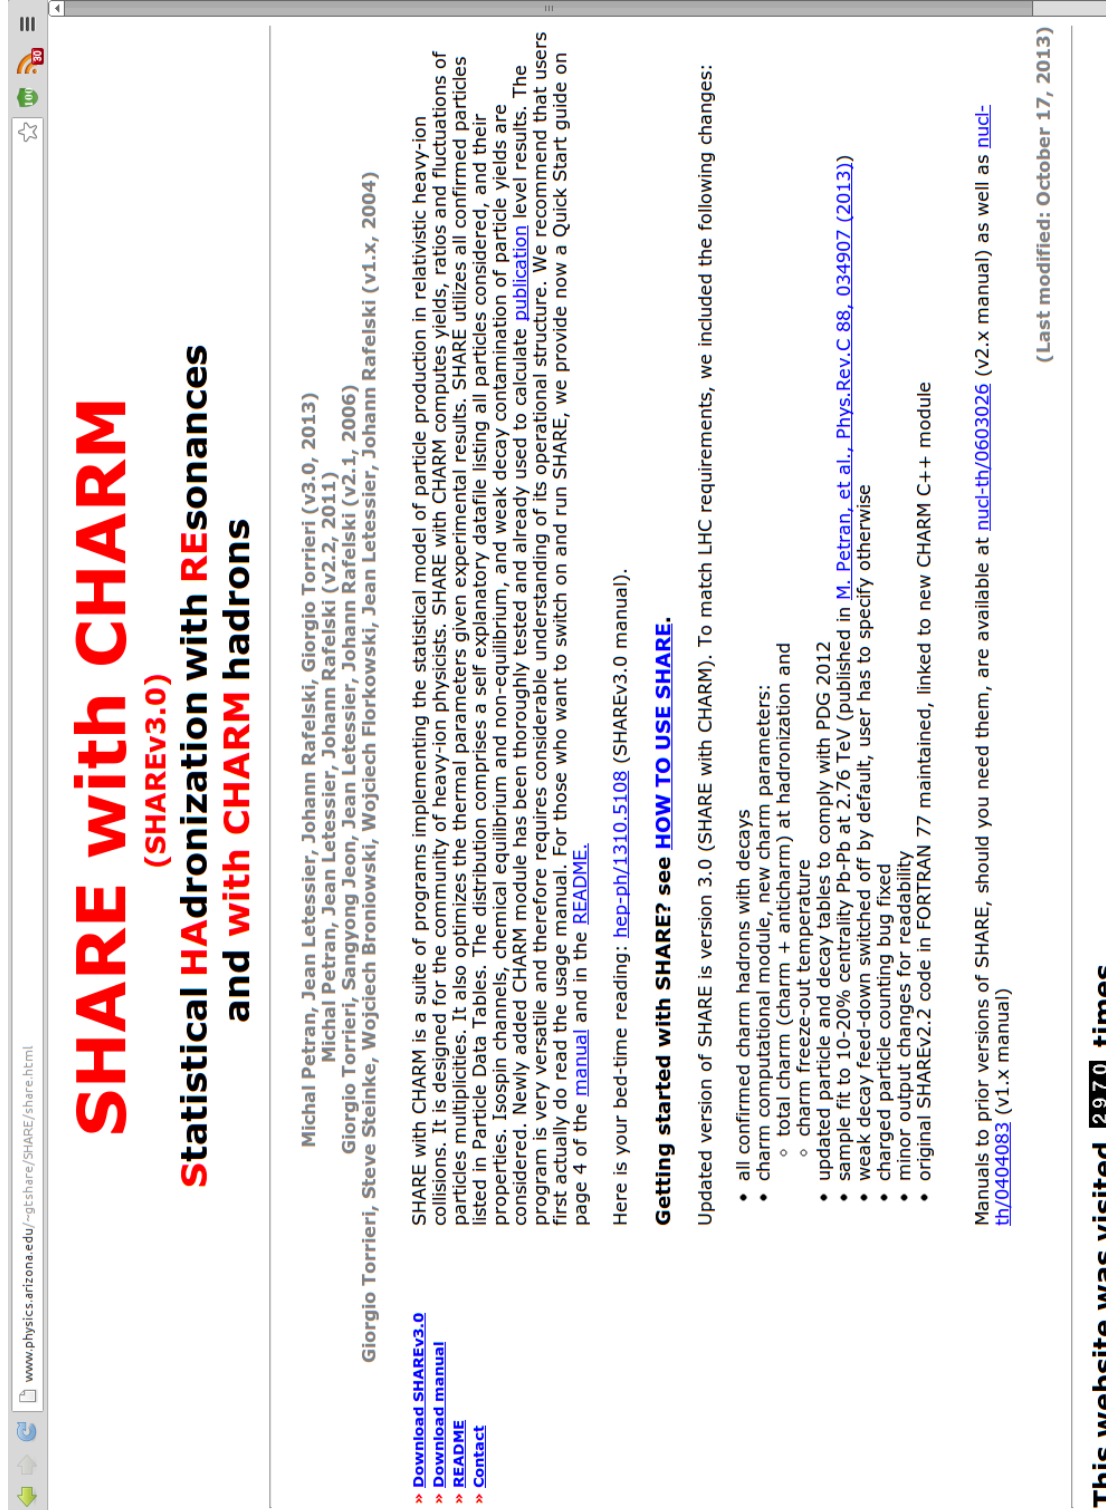 www.physics.arizona.edu/~gtshare/SHARE/share.html
100
30
SHARE with CHARM
(SHAREv3.0)
Statistical HAdronization with REsonances
and with CHARM hadrons
Michal Petran, Jean Letessier, Johann Rafelski, Giorgio Torrieri (v3.0, 2013)
Michal Petran, Jean Letessier, Johann Rafelski (v2.2, 2011)
Giorgio Torrieri, Sangyong Jeon, Jean Letessier, Johann Rafelski (v2.1, 2006)
Giorgio Torrieri, Steve Steinke, Wojciech Broniowski, Wojciech Florkowski, Jean Letessier, Johann Rafelski (v1.x, 2004)
» Download SHAREv3.0
» Download manual
» README
» Contact
SHARE with CHARM is a suite of programs implementing the statistical model of particle production in relativistic heavy-ion
collisions. It is designed for the community of heavy-ion physicists. SHARE with CHARM computes yields, ratios and fluctuations of
particles multiplicities. It also optimizes the thermal parameters given experimental results. SHARE utilizes all confirmed particles
listed in Particle Data Tables. The distribution comprises a self explanatory datafile listing all particles considered, and their
properties. Isospin channels, chemical equilibrium and non-equilibrium, and weak decay contamination of particle yields are
considered. Newly added CHARM module has been thoroughly tested and already used to calculate publication level results. The
program is very versatile and therefore requires considerable understanding of its operational structure. We recommend that users
first actually do read the usage manual. For those who want to switch on and run SHARE, we provide now a Quick Start guide on
page 4 of the manual and in the README.
Here is your bed-time reading: hep-ph/1310.5108 (SHAREv3.0 manual).
Getting started with SHARE? see HOW TO USE SHARE.
Updated version of SHARE is version 3.0 (SHARE with CHARM). To match LHC requirements, we included the following changes:
• all confirmed charm hadrons with decays
• charm computational module, new charm parameters:
◦ total charm (charm + anticharm) at hadronization and
◦ charm freeze-out temperature
• updated particle and decay tables to comply with PDG 2012
• sample fit to 10-20% centrality Pb-Pb at 2.76 TeV (published in M. Petran, et al., Phys.Rev.C 88, 034907 (2013))
• weak decay feed-down switched off by default, user has to specify otherwise
• charged particle counting bug fixed
• minor output changes for readability
• original SHAREv2.2 code in FORTRAN 77 maintained, linked to new CHARM C++ module
Manuals to prior versions of SHARE, should you need them, are available at nucl-th/0603026 (v2.x manual) as well as nucl-
th/0404083 (v1.x manual)
(Last modified: October 17, 2013)
This website was visited 2970 times